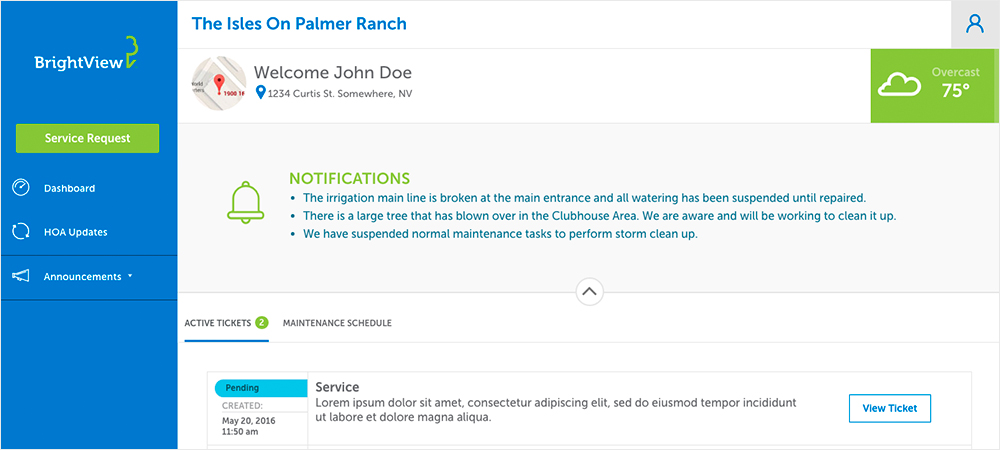 BrightView
Service Request
Dashboard
HOA Updates
Announcements
The Isles On Palmer Ranch
1900 1
Welcome John Doe
1234 Curtis St. Somewhere, NV
Overcast
75°
NOTIFICATIONS
• The irrigation main line is broken at the main entrance and all watering has been suspended until repaired.
• There is a large tree that has blown over in the Clubhouse Area. We are aware and will be working to clean it up.
• We have suspended normal maintenance tasks to perform storm clean up.
ACTIVE TICKETS 2
MAINTENANCE SCHEDULE
Pending
CREATED:
May 20, 2016
11:50 am
Service
Lorem ipsum dolor sit amet, consectetur adipiscing elit, sed do eiusmod tempor incididunt
ut labore et dolore magna aliqua.
View Ticket